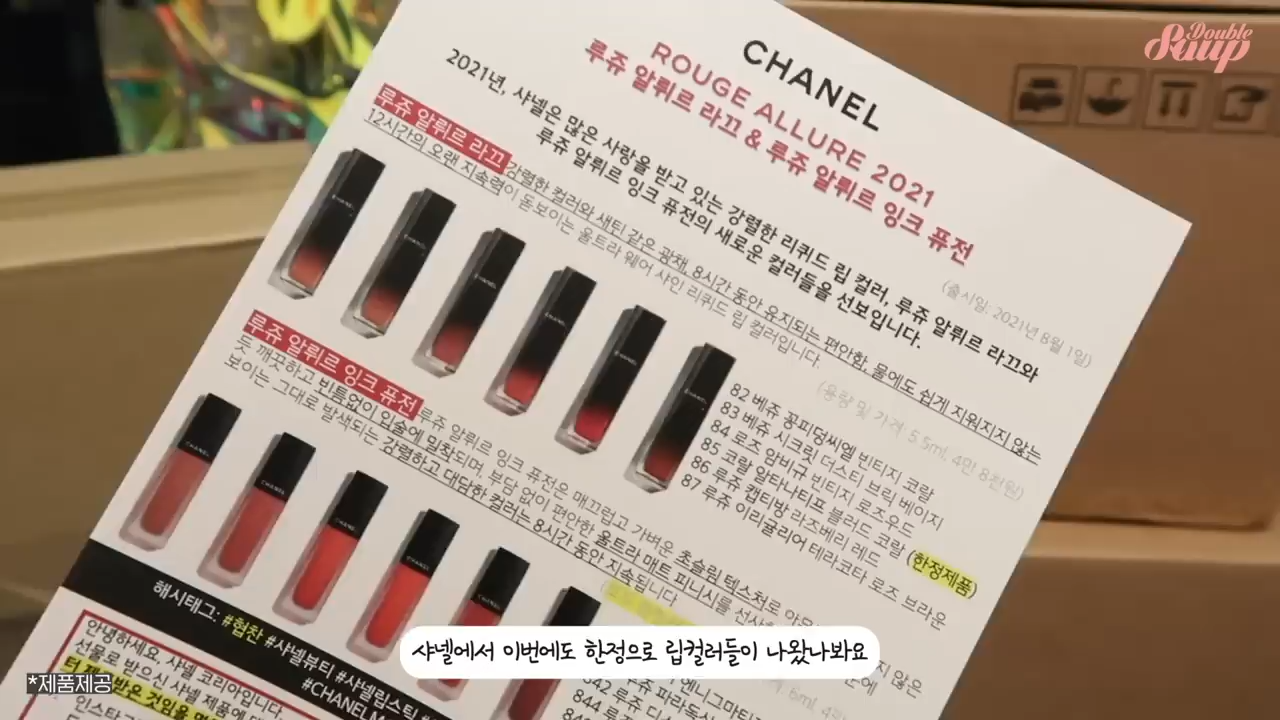 Double
Soup
CHANEL
ROUGE ALLURE 2021
루쥬 알뤼르 라끄 & 루쥬 알뤼르 잉크 퓨전
(출시일: 2021년 8월 1일)
2021년, 샤넬은 많은 사랑을 받고 있는 강렬한 리퀴드 립 컬러, 루쥬 알뤼르 라끄와
루쥬 알뤼르 잉크 퓨전의 새로운 컬러들을 선보입니다.
루쥬 알뤼르 라끄 강렬한 컬러와 새틴 같은 광채, 8시간 동안 유지되는 편안함, 물에도 쉽게 지워지지 않는
12시간의 오랜 지속력이 돋보이는 울트라 웨어 샤인 리퀴드 립 컬러입니다.
(용량 및 가격: 5.5ml, 4만 8천원)
82 베쥬 꽁피덩씨엘 빈티지 코랄
83 베쥬 시크릿 더스티 브릭 베이지
84 로즈 암비규 빈티지 로즈우드
85 코랄 알타나티프 블러드 코랄 (한정제품)
86 루쥬 캡티방 라즈베리 레드
87 루쥬 이리귤리어 테라코타 로즈 브라운
루쥬 알뤼르 잉크 퓨전 루쥬 알뤼르 잉크 퓨전은 매끄럽고 가벼운 초슬림 텍스처로
듯 깨끗하고 빈틈없이 입술에 밀착되며, 부담 없이 편안한 울트라 매트 피니시를
보이는 그대로 발색되는 강렬하고 대담한 컬러는 8시간 동안 지속됩니다
해시태그: #협찬 #샤넬뷰티 #샤넬립스틱
안녕하세요, 샤넬 코리아입니다.
선물로 받으신 샤넬 제품에
샤넬에서 이번에도 한정으로 립컬러들이 나왔나봐요
*제품제공